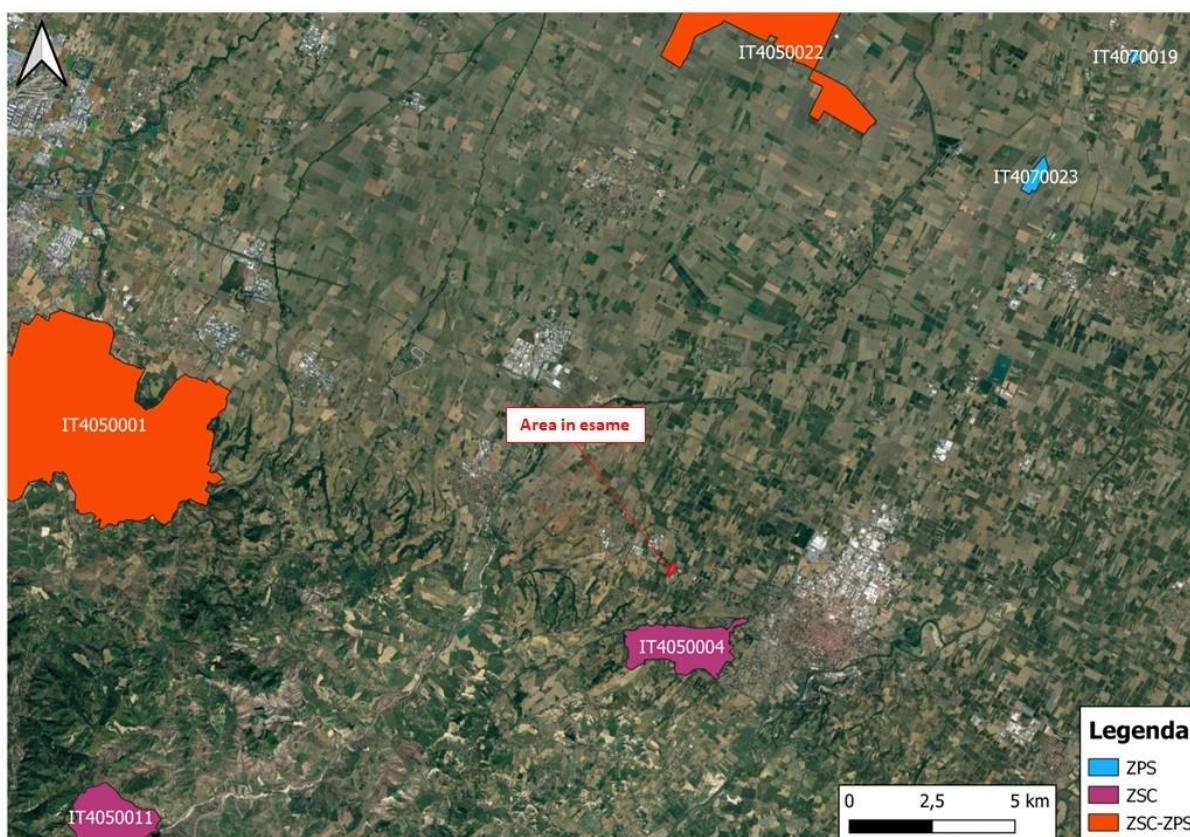 IT4050022
IT4070019
IT4070023
IT4050001
Area in esame
IT4050004
IT4050011
Legenda
ZPS
ZSC
ZSC-ZPS
0 2,5 5 km